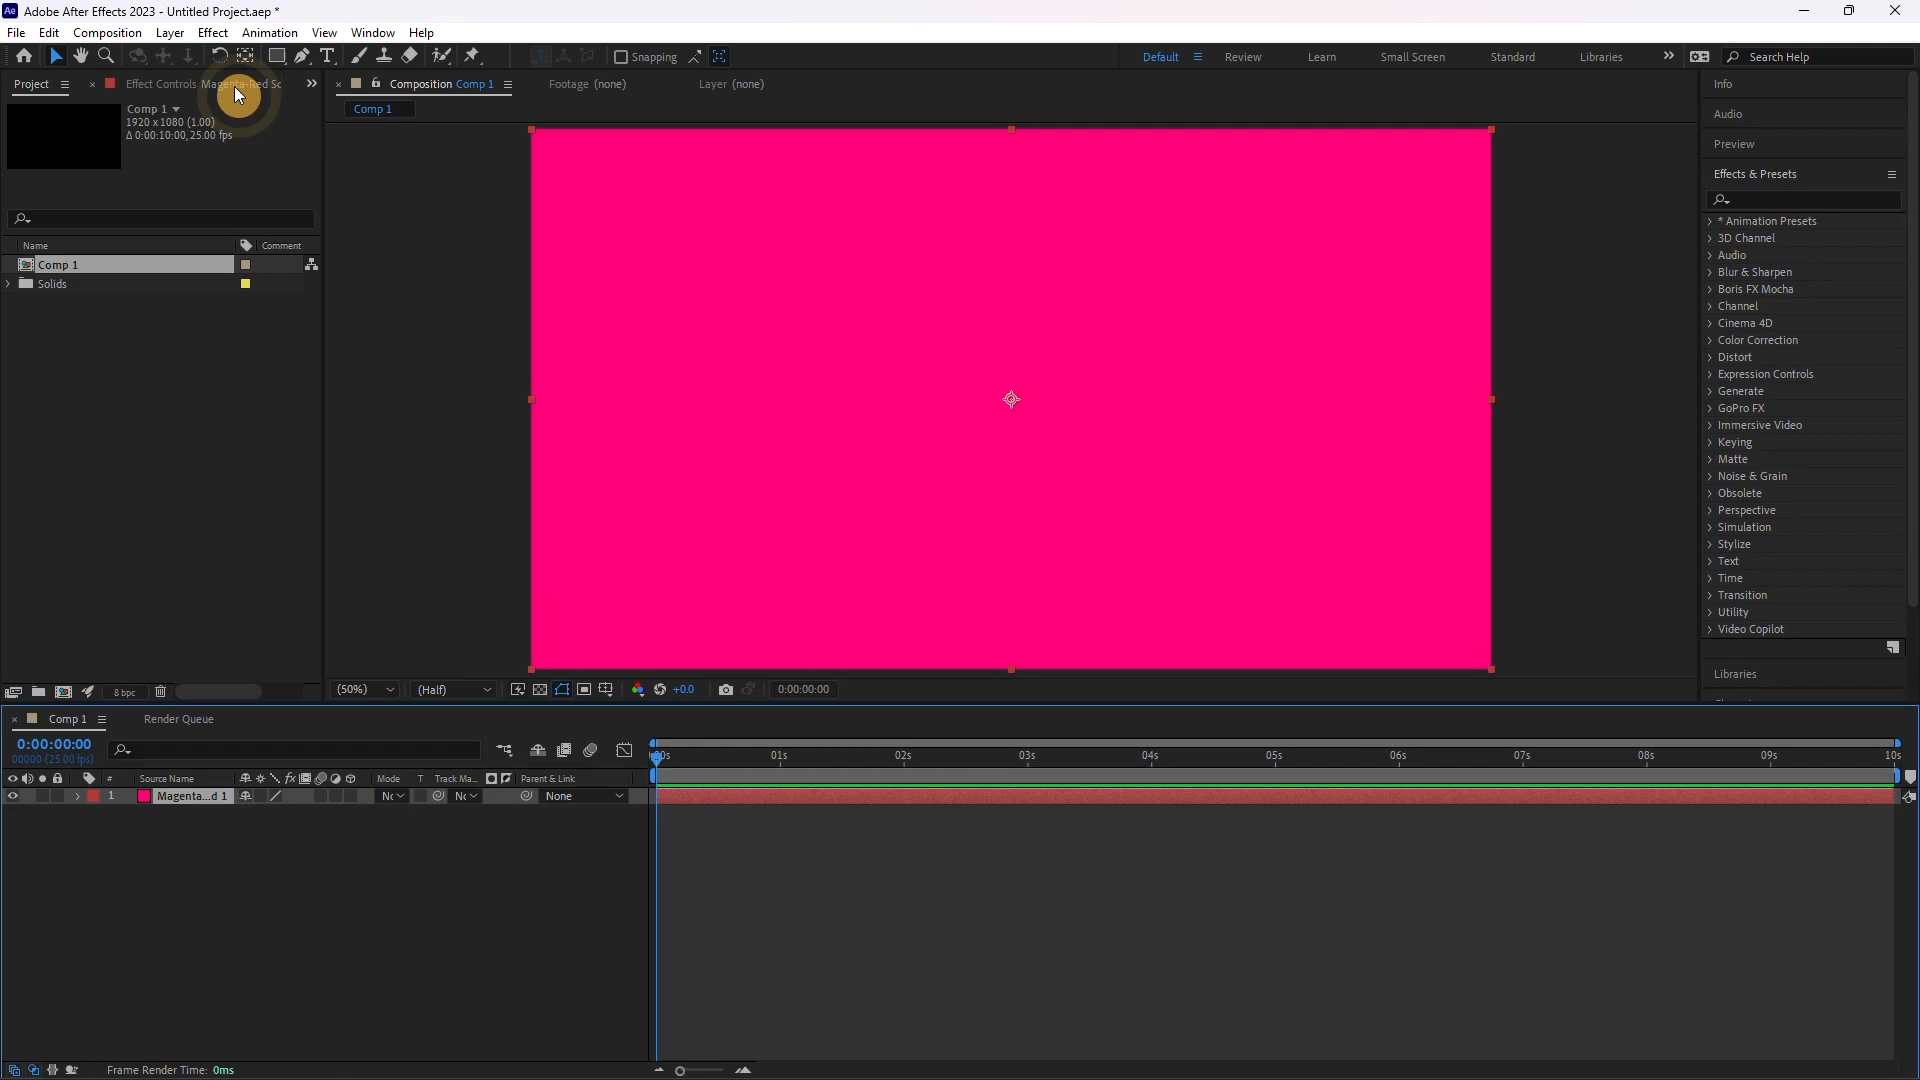 Adobe After Effects 2023 - Untitled Project.aep *
File Edit Composition Layer Effect Animation View Window Help
Snapping
Default Review Learn Small Screen Standard Libraries
Search Help
Project
Effect Controls Magenta-Red Sc
Comp 1
1920 x 1080 (1.00)
Δ 0:00:10:00, 25.00 fps
Name Comment
Comp 1
Solids
8 bpc
Composition Comp 1
Footage (none)
Layer (none)
Comp 1
(50%) (Half) +0.0 0:00:00:00
Info
Audio
Preview
Effects & Presets
* Animation Presets
3D Channel
Audio
Blur & Sharpen
Boris FX Mocha
Channel
Cinema 4D
Color Correction
Distort
Expression Controls
Generate
GoPro FX
Immersive Video
Keying
Matte
Noise & Grain
Obsolete
Perspective
Simulation
Stylize
Text
Time
Transition
Utility
Video Copilot
Libraries
Comp 1 Render Queue
0:00:00:00
00000 (25.00 fps)
01s 02s 03s 04s 05s 06s 07s 08s 09s 10s
# Source Name fx Mode T Track Ma... Parent & Link
1 Magenta...d 1 None
Frame Render Time: 0ms